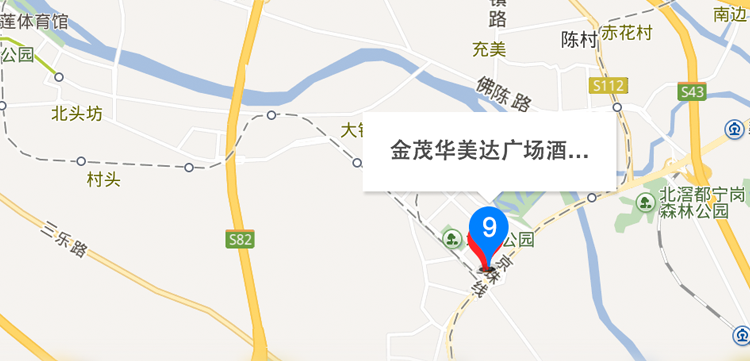 镇路
南边
莲体育馆
陈村
赤花村
充美
公园
佛陈路
S112
S43
北头坊
大
金茂华美达广场酒...
村头
北滘都宁岗
森林公园
9
三乐路
S82
公园
京珠线